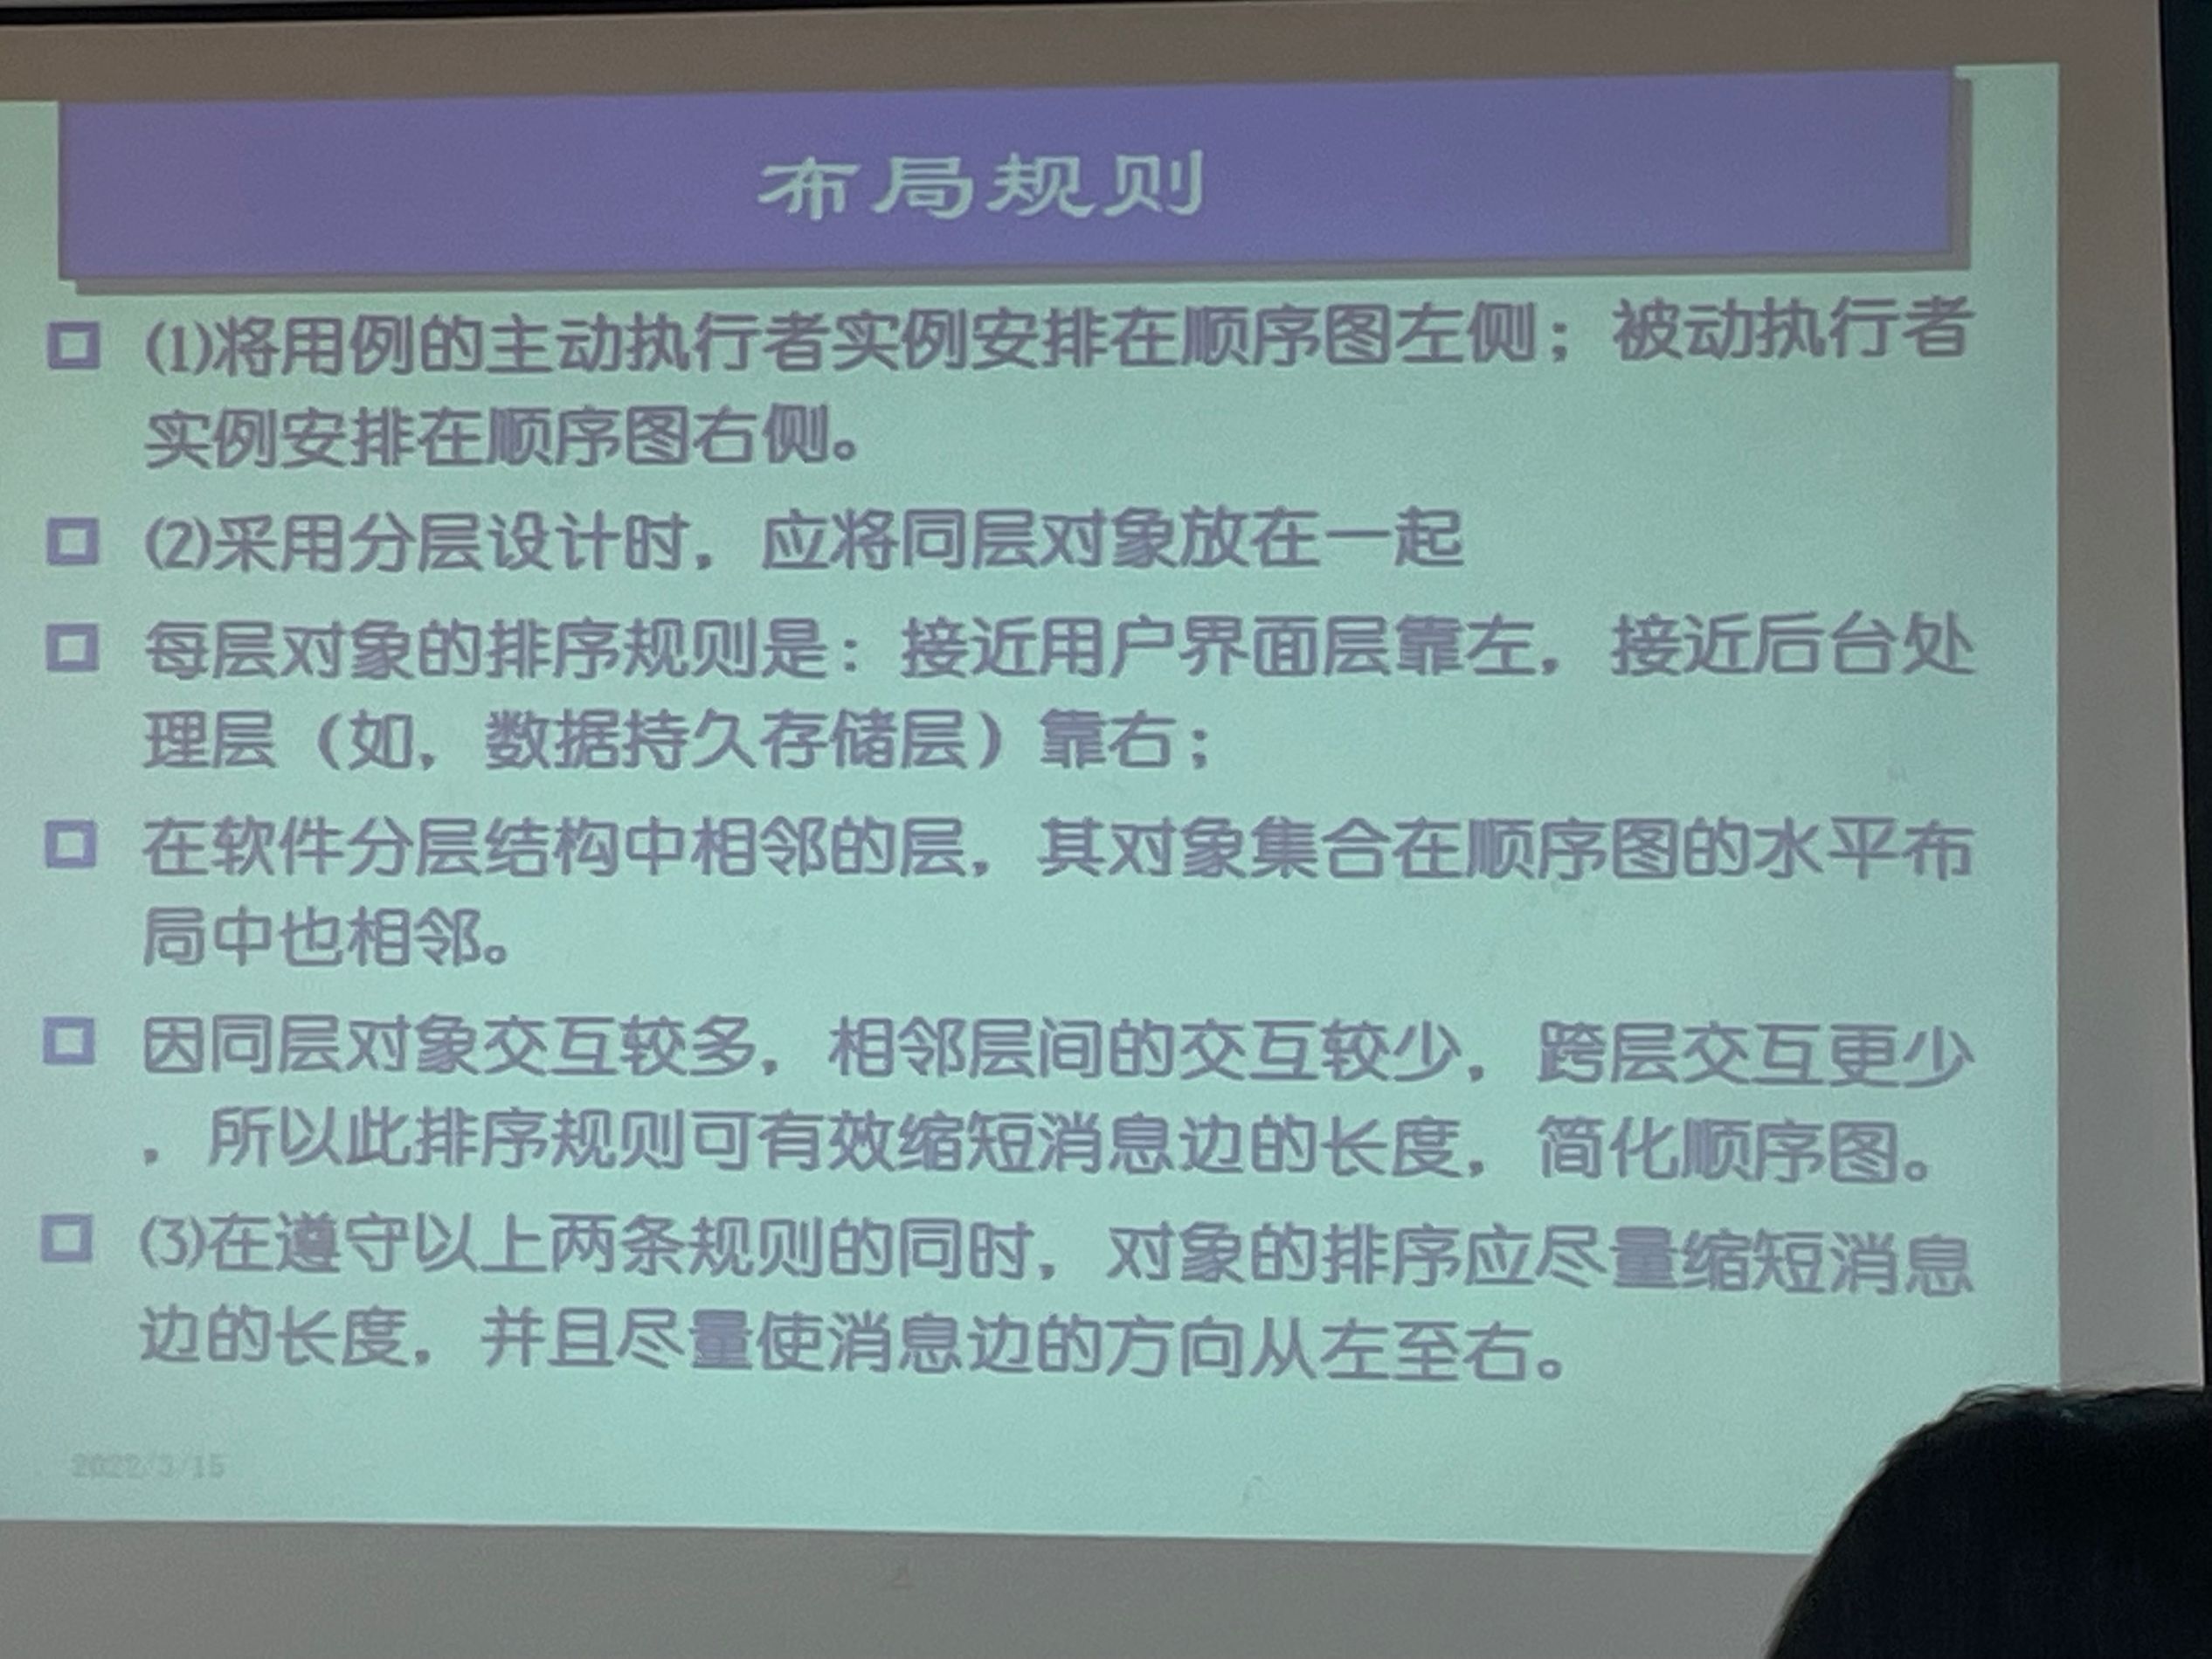 布局规则
(1)将用例的主动执行者实例安排在顺序图左侧；被动执行者
实例安排在顺序图右侧。
(2)采用分层设计时，应将同层对象放在一起
每层对象的排序规则是：接近用户界面层靠左，接近后台处
理层（如，数据持久存储层）靠右；
在软件分层结构中相邻的层，其对象集合在顺序图的水平布
局中也相邻。
因同层对象交互较多，相邻层间的交互较少，跨层交互更少
，所以此排序规则可有效缩短消息边的长度，简化顺序图。
(3)在遵守以上两条规则的同时，对象的排序应尽量缩短消息
边的长度，并且尽量使消息边的方向从左至右。
2022/3/15